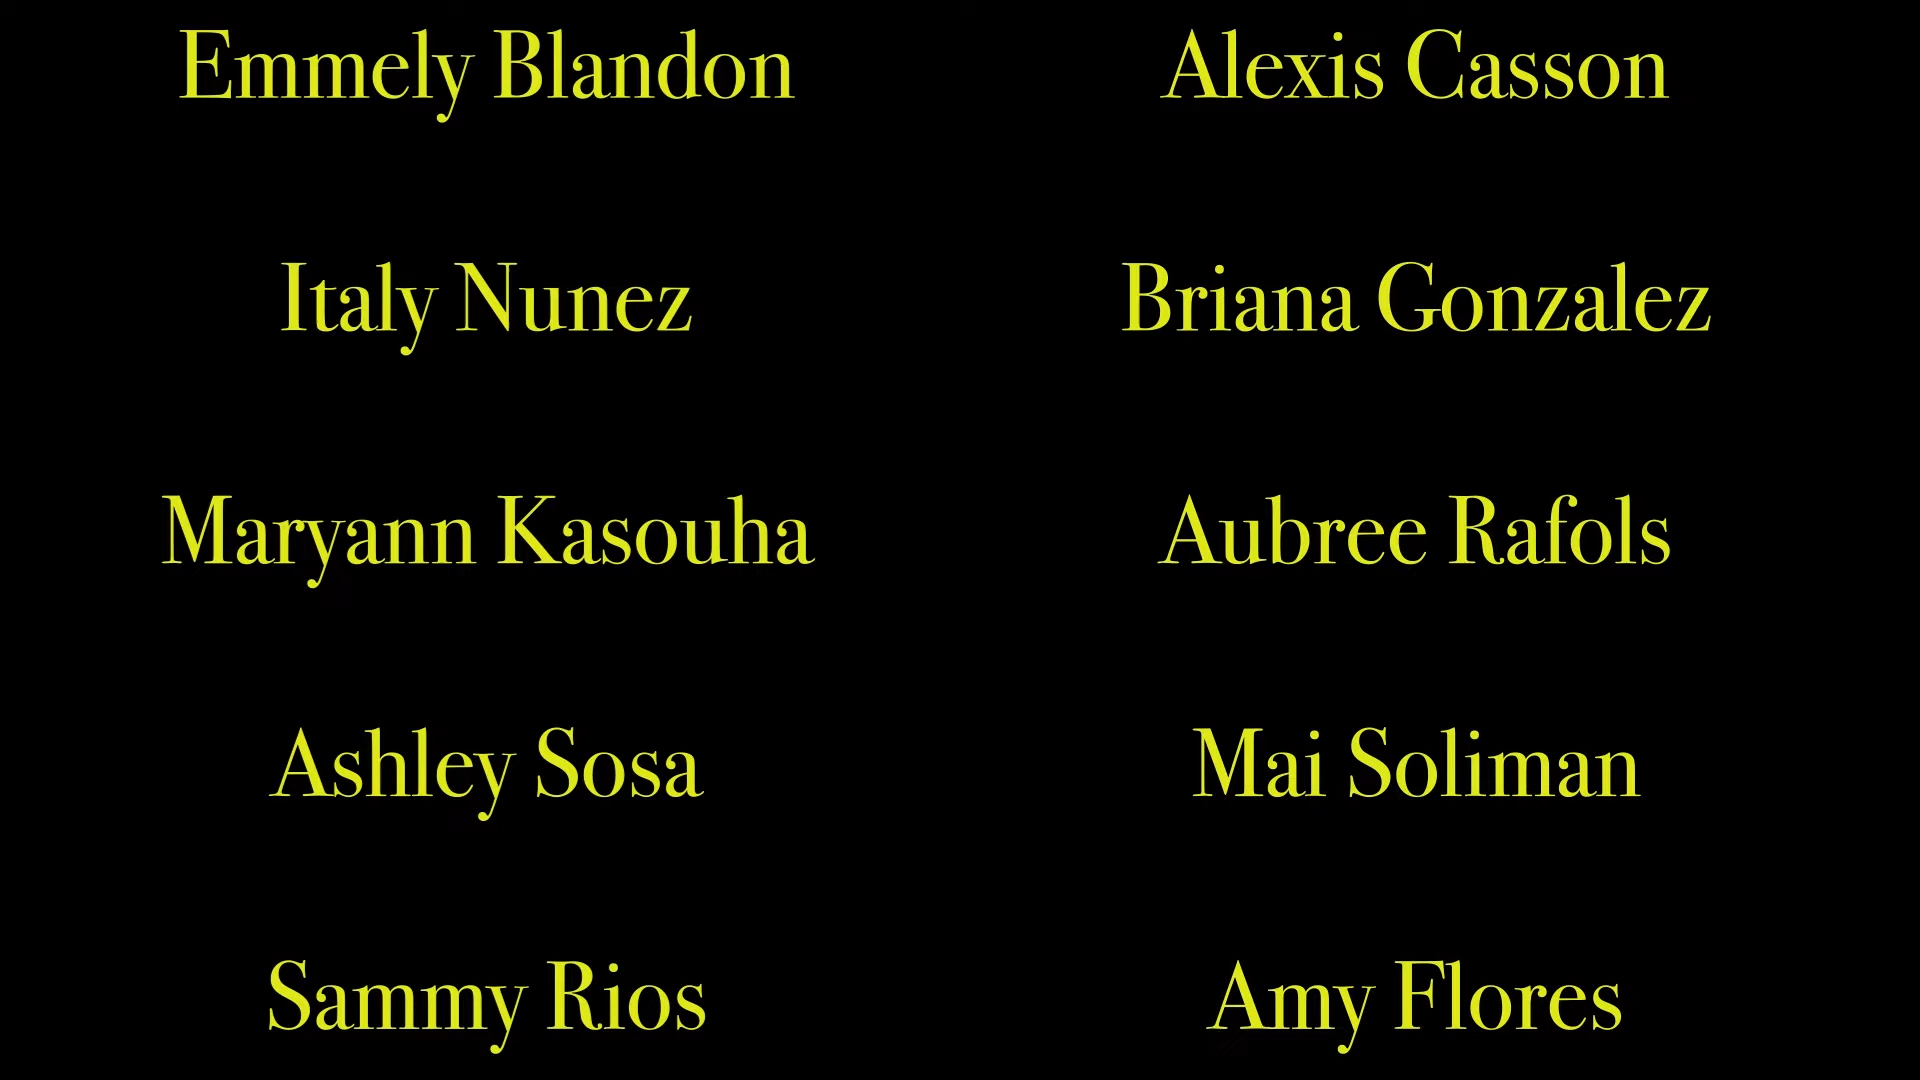 Emmely Blandon
Alexis Casson
Italy Nunez
Briana Gonzalez
Maryann Kasouha
Aubree Rafols
Ashley Sosa
Mai Soliman
Sammy Rios
Amy Flores